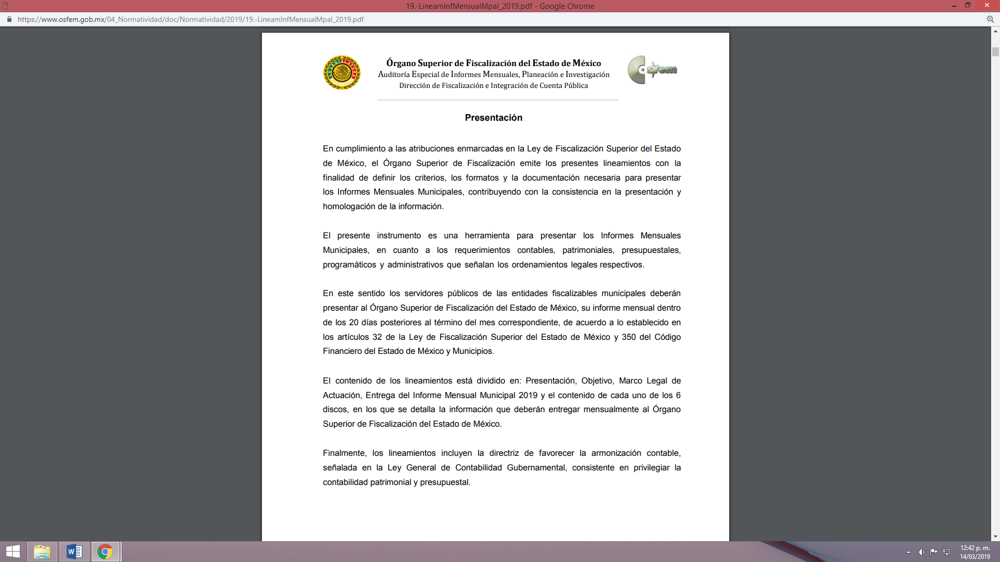 19.-LineamInfMensualMpal_2019.pdf - Google Chrome
https://www.osfem.gob.mx/04_Normatividad/doc/Normatividad/2019/19.-LineamInfMensualMpal_2019.pdf
Órgano Superior de Fiscalización del Estado de México
Auditoría Especial de Informes Mensuales, Planeación e Investigación
Dirección de Fiscalización e Integración de Cuenta Pública
LX LEGISLATURA
osfem
Presentación
En cumplimiento a las atribuciones enmarcadas en la Ley de Fiscalización Superior del Estado
de México, el Órgano Superior de Fiscalización emite los presentes lineamientos con la
finalidad de definir los criterios, los formatos y la documentación necesaria para presentar
los Informes Mensuales Municipales, contribuyendo con la consistencia en la presentación y
homologación de la información.
El presente instrumento es una herramienta para presentar los Informes Mensuales
Municipales, en cuanto a los requerimientos contables, patrimoniales, presupuestales,
programáticos y administrativos que señalan los ordenamientos legales respectivos.
En este sentido los servidores públicos de las entidades fiscalizables municipales deberán
presentar al Órgano Superior de Fiscalización del Estado de México, su informe mensual dentro
de los 20 días posteriores al término del mes correspondiente, de acuerdo a lo establecido en
los artículos 32 de la Ley de Fiscalización Superior del Estado de México y 350 del Código
Financiero del Estado de México y Municipios.
El contenido de los lineamientos está dividido en: Presentación, Objetivo, Marco Legal de
Actuación, Entrega del Informe Mensual Municipal 2019 y el contenido de cada uno de los 6
discos, en los que se detalla la información que deberán entregar mensualmente al Órgano
Superior de Fiscalización del Estado de México.
Finalmente, los lineamientos incluyen la directriz de favorecer la armonización contable,
señalada en la Ley General de Contabilidad Gubernamental, consistente en privilegiar la
contabilidad patrimonial y presupuestal.
12:42 p. m.
14/03/2019